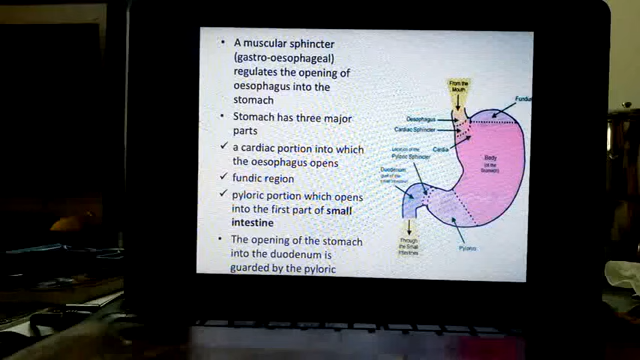 • A muscular sphincter
(gastro-oesophageal)
regulates the opening of
oesophagus into the
stomach
• Stomach has three major
parts
✓ a cardiac portion into which
the oesophagus opens
✓ fundic region
✓ pyloric portion which opens
into the first part of small
intestine
• The opening of the stomach
into the duodenum is
guarded by the pyloric
From the
Mouth
Fundus
Oesophagus
Cardiac Sphincter
Cardia
Pyloric Sphincter
Body
Duodenum
Pylorus
Through
the Small
Intestines